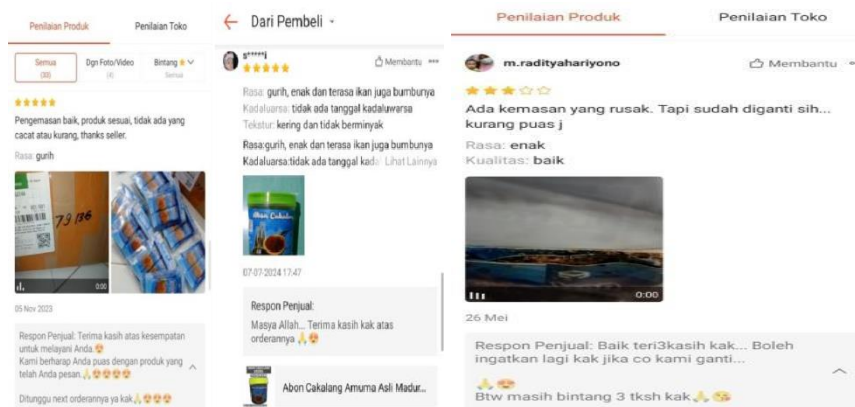 Penilaian Produk Penilaian Toko
Semua Dgn Foto/Video Bintang
(4) Semua
Pengemasan baik, produk sesuai, tidak ada yang
cacat atau kurang, thanks seller.
Rasa: gurih
79/86
0:00
05 Nov 2023
Respon Penjual: Terima kasih atas kesempatan
untuk melayani Anda.
Kami berharap Anda puas dengan produk yang
telah Anda pesan.
Ditunggu next orderannya ya kak
Dari Pembeli
s*****i Membantu
Rasa: gurih, enak dan terasa ikan juga bumbunya
Kadaluarsa: tidak ada tanggal kadaluwarsa
Tekstur: kering dan tidak berminyak
Rasa:gurih, enak dan terasa ikan juga bumbunya
Kadaluarsa:tidak ada tanggal kada Lihat Lainnya
07-07-2024 17:47
Respon Penjual:
Masya Allah... Terima kasih kak atas
orderannya
Abon Cakalang Amurna Asli Madur...
Penilaian Produk Penilaian Toko
m.radityahariyono Membantu
Ada kemasan yang rusak. Tapi sudah diganti sih...
kurang puas j
Rasa: enak
Kualitas: baik
0:00
26 Mei
Respon Penjual: Baik teri3kasih kak... Boleh
ingatkan lagi kak jika co kami ganti...
Btw masih bintang 3 tksh kak